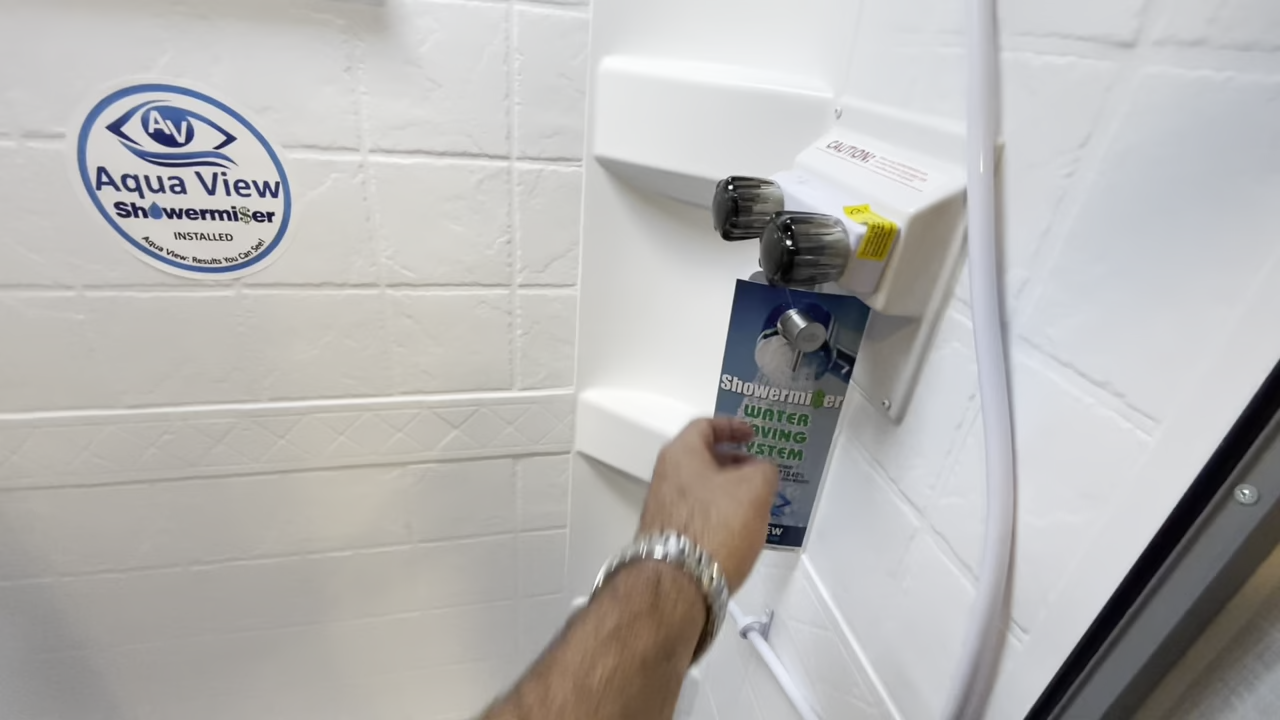 AV
Aqua View
Showermi$er
INSTALLED
Aqua View: Results You Can See!
CAUTION:
Showermi$er
WATER
SAVING
SYSTEM